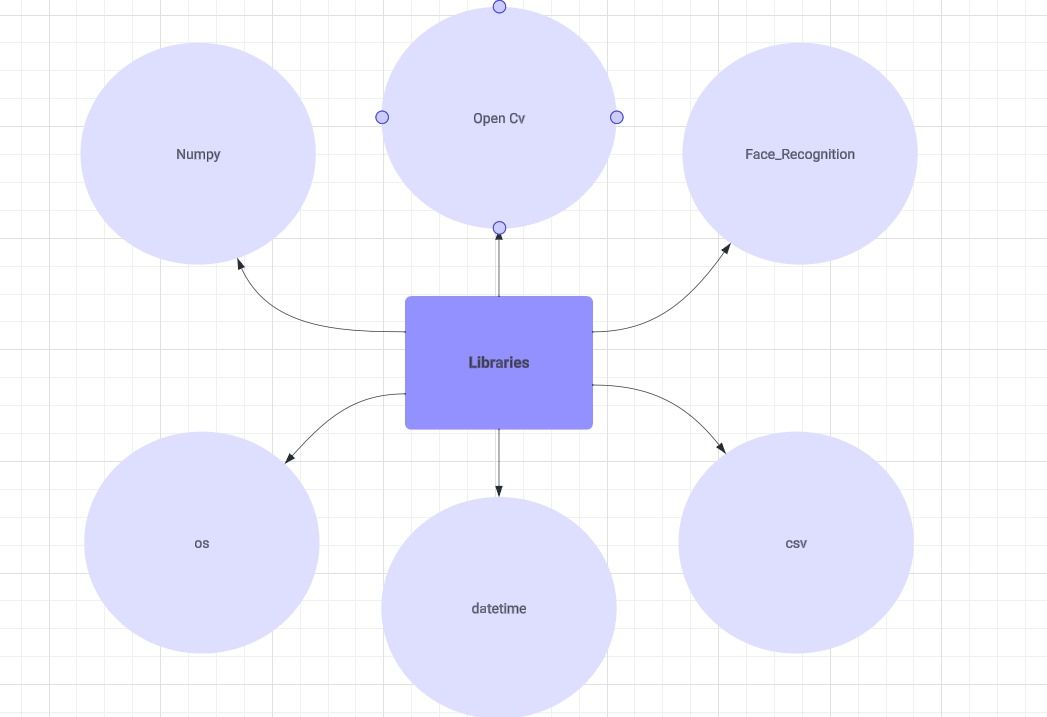 Open Cv
Numpy
Face_Recognition
Libraries
os
csv
datetime